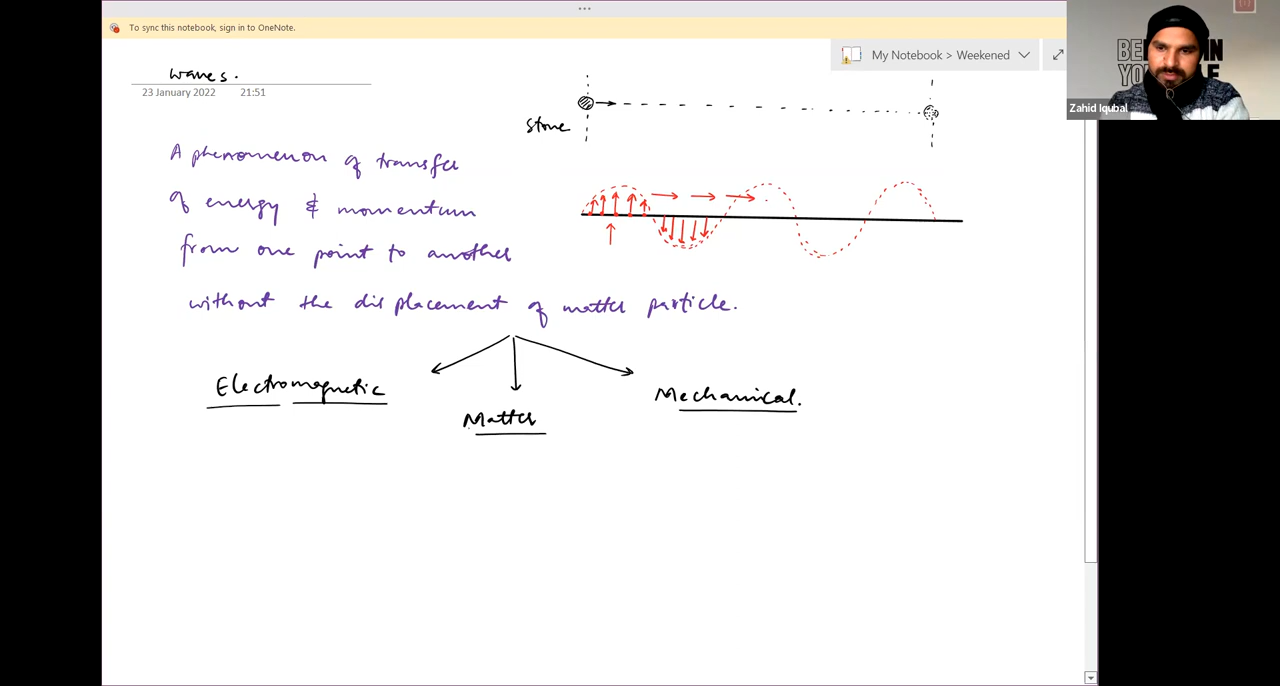 To sync this notebook, sign in to OneNote.
My Notebook > Weekened
Zahid Iqubal
waves.
23 January 2022 21:51
stone
A phenomenon of transfer
of energy & momentum
from one point to another
without the displacement of matter particle.
Electromagnetic
Matter
Mechanical.